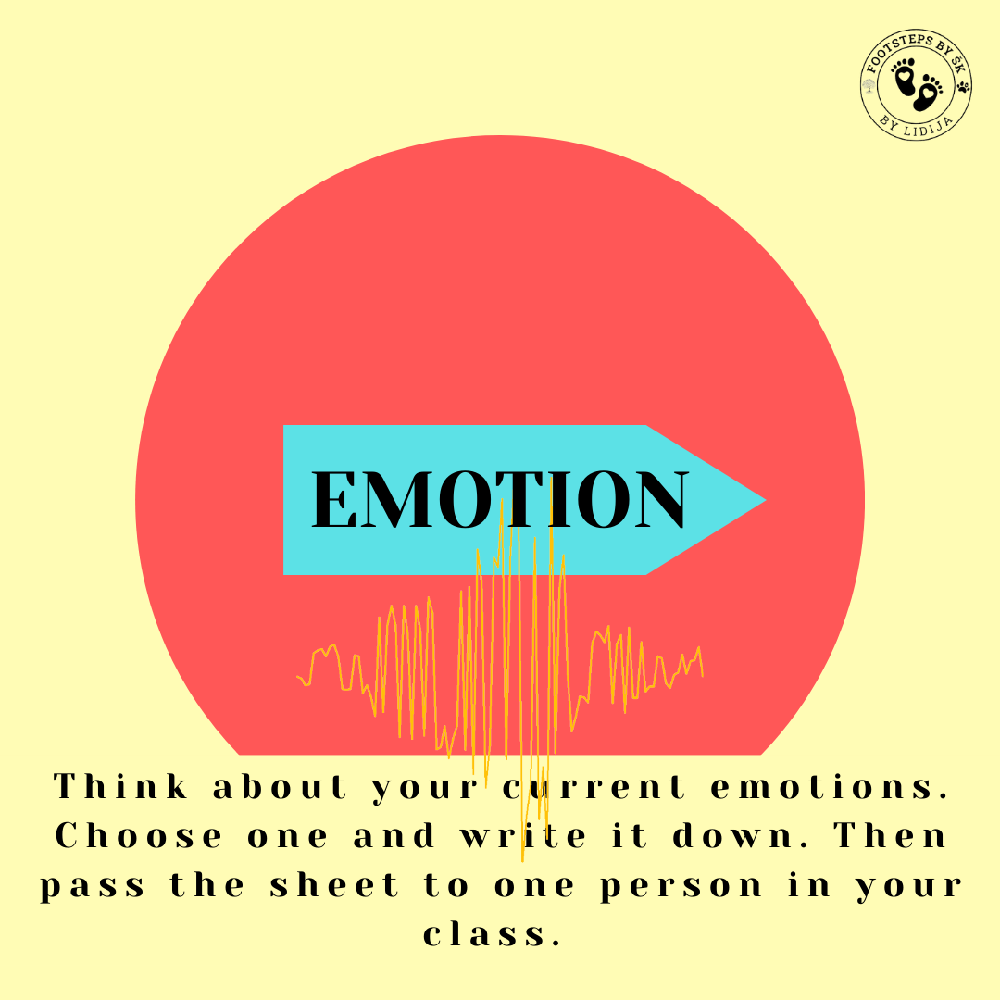 FOOTSTEPS BY ŠK
BY LIDIJA
EMOTION
Think about your current emotions.
Choose one and write it down. Then
pass the sheet to one person in your
class.